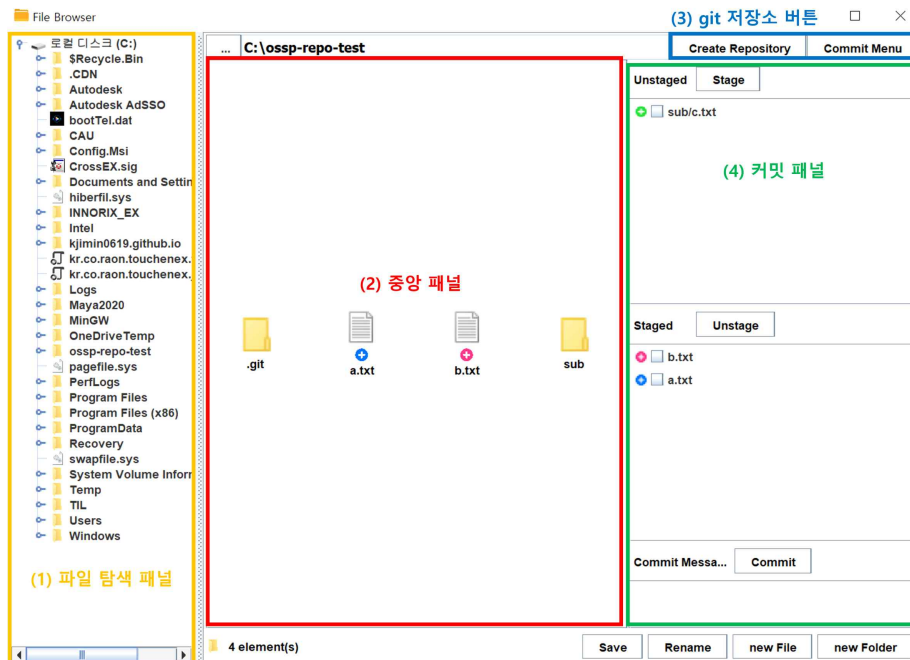 File Browser
(3) git 저장소 버튼
로컬 디스크 (C:)
$Recycle.Bin
.CDN
Autodesk
Autodesk AdSSO
bootTel.dat
CAU
Config.Msi
CrossEX.sig
Documents and Settin
hiberfil.sys
INNORIX_EX
Intel
kjimin0619.github.io
kr.co.raon.touchenex.
kr.co.raon.touchenex.
Logs
Maya2020
MinGW
OneDriveTemp
ossp-repo-test
pagefile.sys
PerfLogs
Program Files
Program Files (x86)
ProgramData
Recovery
swapfile.sys
System Volume Inforr
Temp
TIL
Users
Windows
(1) 파일 탐색 패널
... C:\ossp-repo-test
Create Repository Commit Menu
(2) 중앙 패널
.git a.txt b.txt sub
Unstaged Stage
sub/c.txt
(4) 커밋 패널
Staged Unstage
b.txt
a.txt
Commit Messa... Commit
4 element(s)
Save Rename new File new Folder